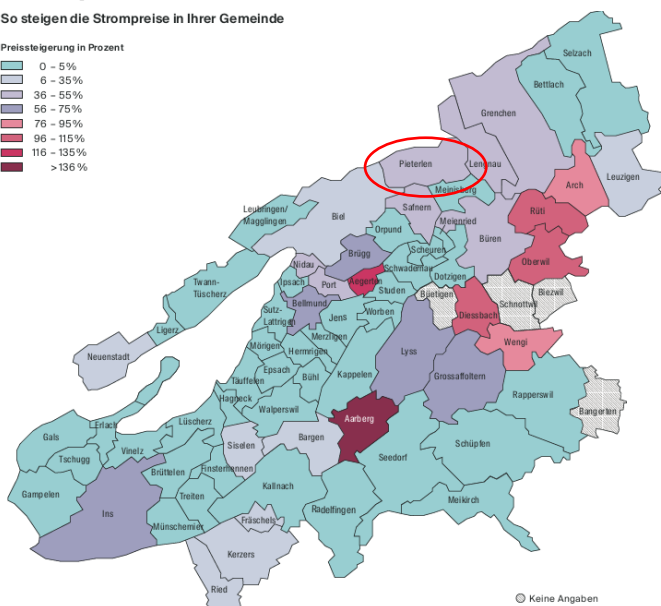 So steigen die Strompreise in Ihrer Gemeinde
Preissteigerung in Prozent
0 – 5%
6 – 35%
36 – 55%
56 – 75%
76 – 95%
96 – 115%
116 – 135%
>136%
Selzach
Bettlach
Grenchen
Pieterlen
Lengnau
Leuzigen
Arch
Meinisberg
Safnern
Leubringen/
Magglingen
Biel
Rüti
Meienried
Orpund
Büren
Scheuren
Brügg
Oberwil
Nidau
Schwadernau
Dotzigen
Twann-
Tüscherz
Ipsach
Port
Aegerten
Studen
Büetigen
Biezwil
Schnottwil
Bellmund
Sutz-
Lattrigen
Jens
Worben
Diessbach
Ligerz
Merzligen
Wengi
Mörigen
Hermrigen
Lyss
Neuenstadt
Epsach
Bühl
Kappelen
Grossaffoltern
Täuffelen
Rapperswil
Hagneck
Walperswil
Bangerten
Aarberg
Lüscherz
Erlach
Gals
Siselen
Bargen
Schüpfen
Vinelz
Tschugg
Seedorf
Brüttelen
Finsterhennen
Kallnach
Gampelen
Treiten
Meikirch
Radelfingen
Ins
Fräschels
Münschemier
Kerzers
Ried
Keine Angaben